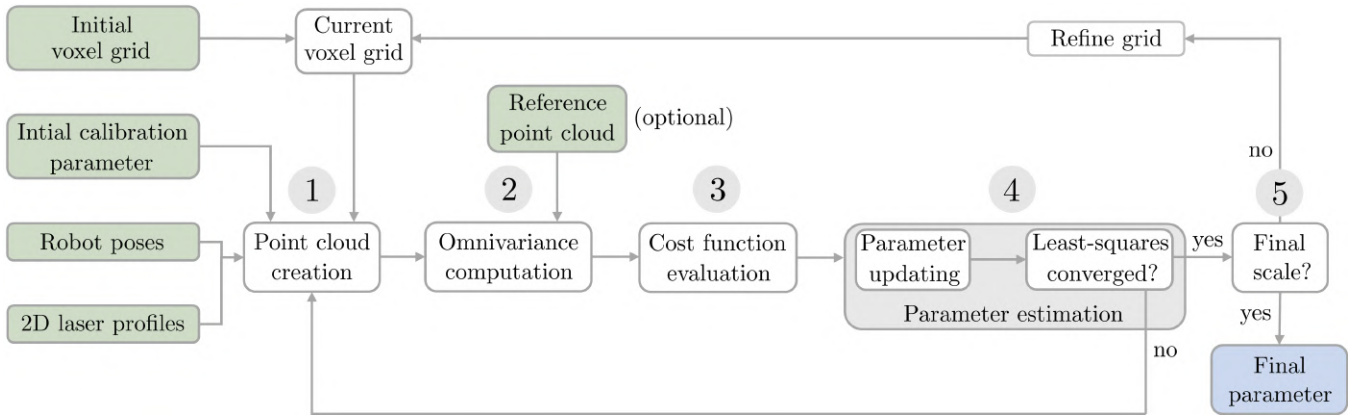 Initial
voxel grid
Current
voxel grid
Refine grid
Reference
point cloud
(optional)
Intial calibration
parameter
no
1
2
3
4
5
Robot poses
Point cloud
creation
Omnivariance
computation
Cost function
evaluation
Parameter
updating
Least-squares
converged?
yes
Final
scale?
2D laser profiles
Parameter estimation
yes
no
Final
parameter